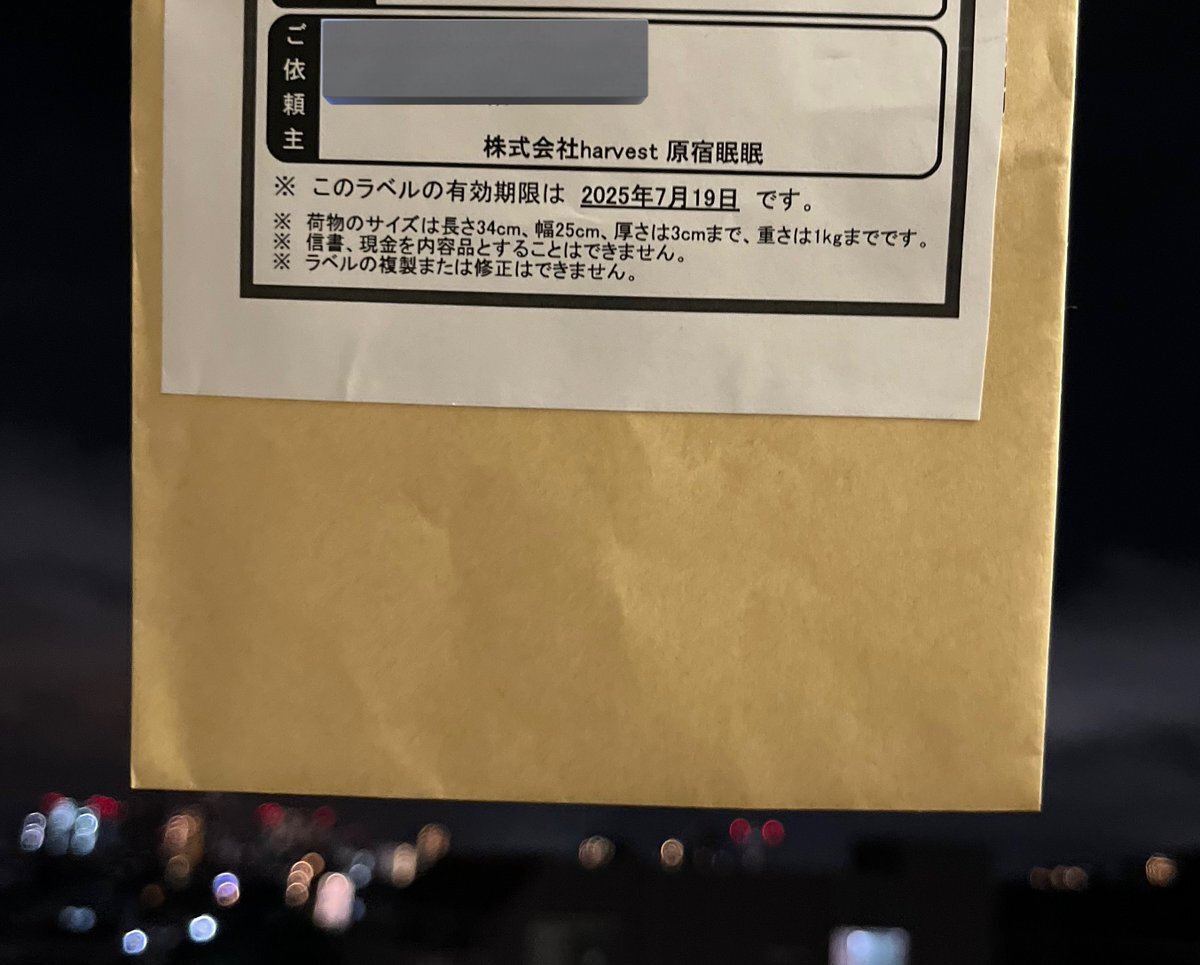 ご依頼主
株式会社harvest 原宿眠眠
※ このラベルの有効期限は 2025年7月19日 です。
※ 荷物のサイズは長さ34cm、幅25cm、厚さは3cmまで、重さは1kgまでです。
※ 信書、現金を内容品とすることはできません。
※ ラベルの複製または修正はできません。